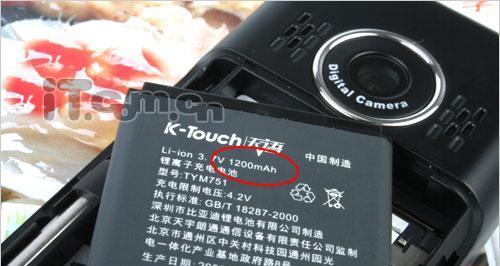 Digital Camera
iT.com.cn
K-Touch 天语 中国制造
Li-ion 3.7V 1200mAh
锂离子充电电池
型号:TYM751
充电限制电压:4.2V
执行标准:GB/T 18287-2000
深圳市比亚迪锂电池有限公司
北京天宇朗通通信设备有限责任公司
北京市通州区中关村科技园通州园光
电一体化产业基地政府路8号